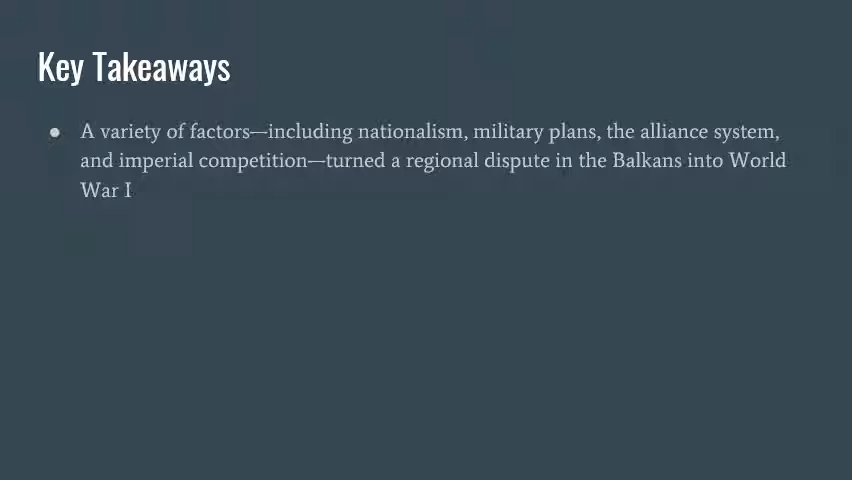 Key Takeaways
● A variety of factors—including nationalism, military plans, the alliance system,
and imperial competition—turned a regional dispute in the Balkans into World
War I